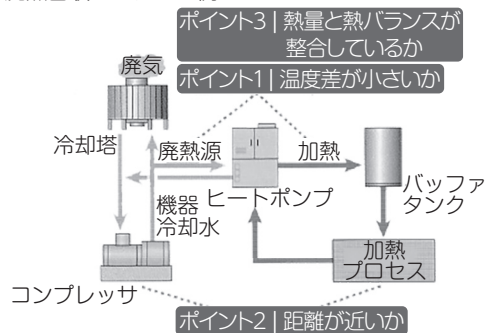 ポイント3 | 熱量と熱バランスが
整合しているか
ポイント1 | 温度差が小さいか
廃気
冷却塔
廃熱源
加熱
機器
冷却水
ヒートポンプ
バッファ
タンク
コンプレッサ
加熱
プロセス
ポイント2 | 距離が近いか